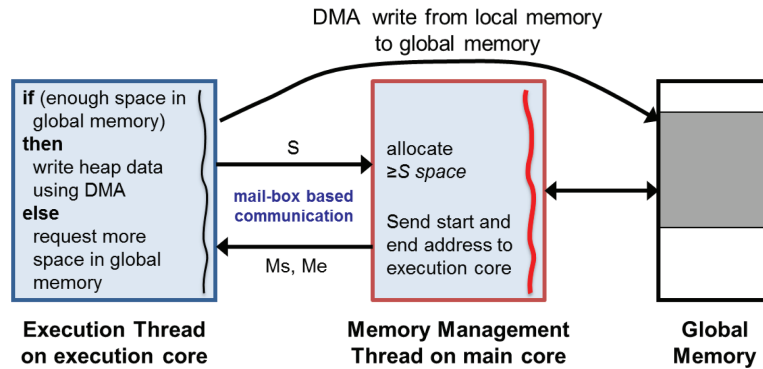 DMA write from local memory
to global memory
if (enough space in
global memory)
then
write heap data
using DMA
else
request more
space in global
memory
S
mail-box based
communication
Ms, Me
allocate
≥S space
Send start and
end address to
execution core
Execution Thread
on execution core
Memory Management
Thread on main core
Global
Memory